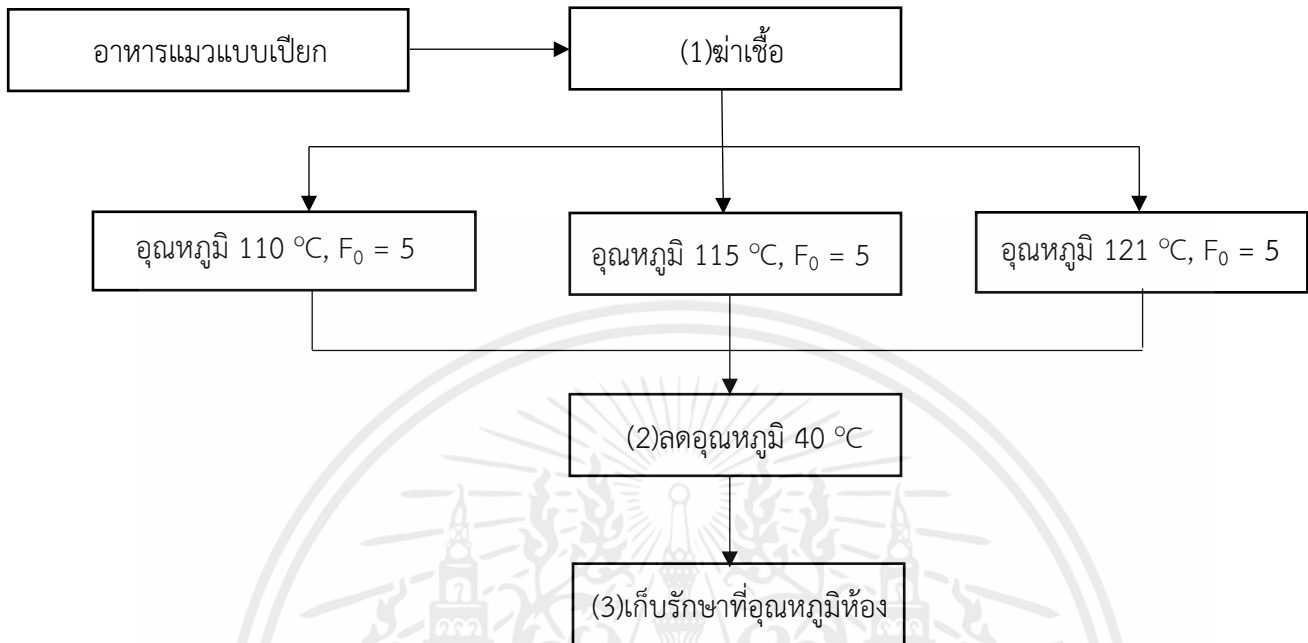 อาหารแมวแบบเปียก
(1)ฆ่าเชื้อ
อุณหภูมิ 110 °C, F₀ = 5
อุณหภูมิ 115 °C, F₀ = 5
อุณหภูมิ 121 °C, F₀ = 5
(2)ลดอุณหภูมิ 40 °C
(3)เก็บรักษาที่อุณหภูมิห้อง